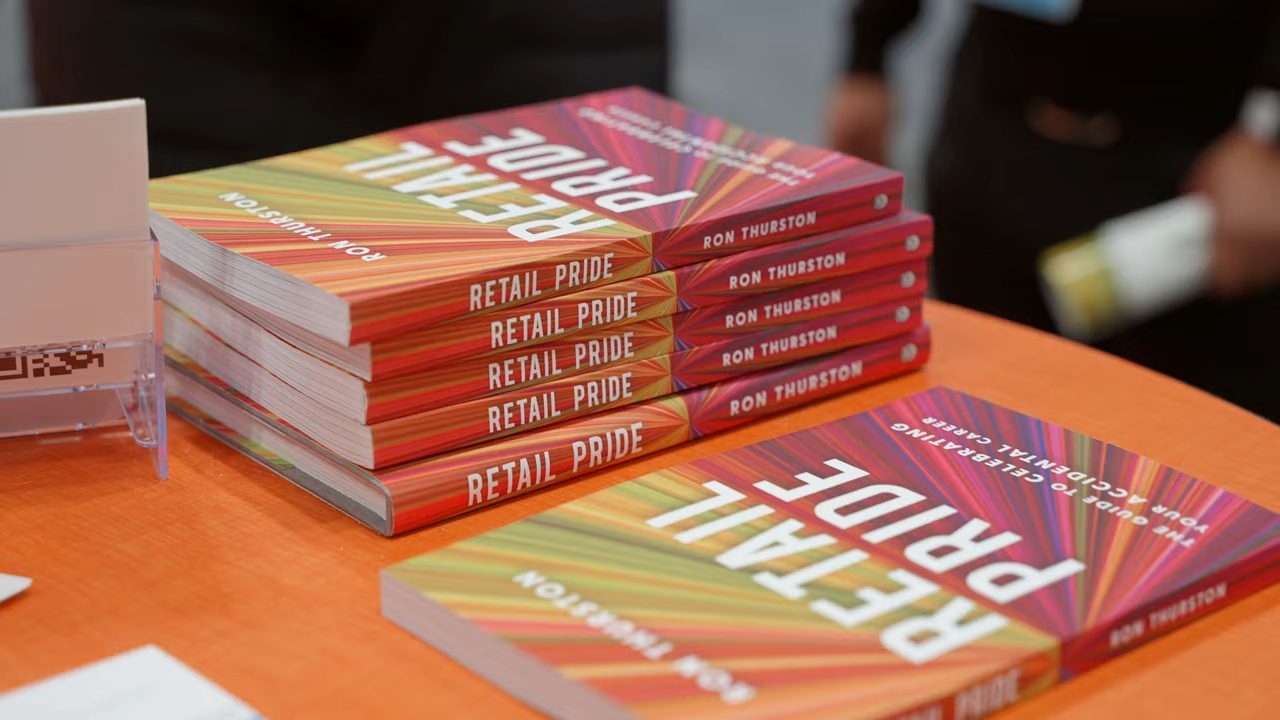 THE GUIDE TO CELEBRATING
YOUR ACCIDENTAL CAREER
RETAIL
PRIDE
RON THURSTON
RETAIL PRIDE RON THURSTON
RETAIL PRIDE RON THURSTON
RETAIL PRIDE RON THURSTON
RETAIL PRIDE RON THURSTON
RETAIL PRIDE RON THURSTON
THE GUIDE TO CELEBRATING
YOUR ACCIDENTAL CAREER
RETAIL
PRIDE
RON THURSTON
RETAIL PRIDE RON THURSTON